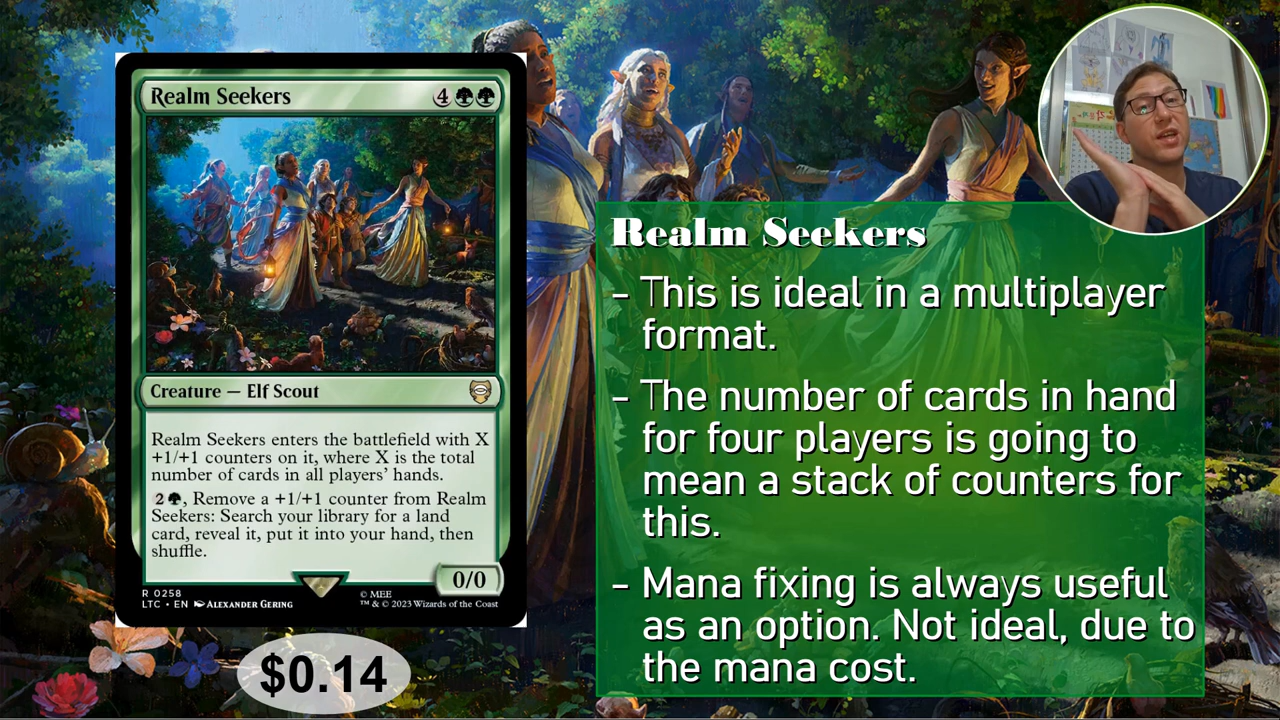 Realm Seekers 4
Creature — Elf Scout
Realm Seekers enters the battlefield with X
+1/+1 counters on it, where X is the total
number of cards in all players' hands.
2, Remove a +1/+1 counter from Realm
Seekers: Search your library for a land
card, reveal it, put it into your hand, then
shuffle.
0/0
R 0258
LTC • EN ALEXANDER GERING
© MEE
™ & © 2023 Wizards of the Coast
$0.14
Realm Seekers
- This is ideal in a multiplayer
format.
- The number of cards in hand
for four players is going to
mean a stack of counters for
this.
- Mana fixing is always useful
as an option. Not ideal, due to
the mana cost.